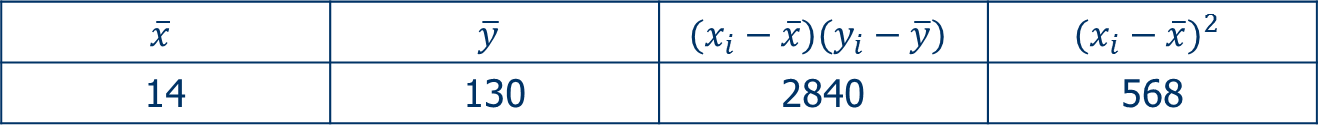 x̄ ȳ (xᵢ − x̄)(yᵢ − ȳ) (xᵢ − x̄)²
14 130 2840 568